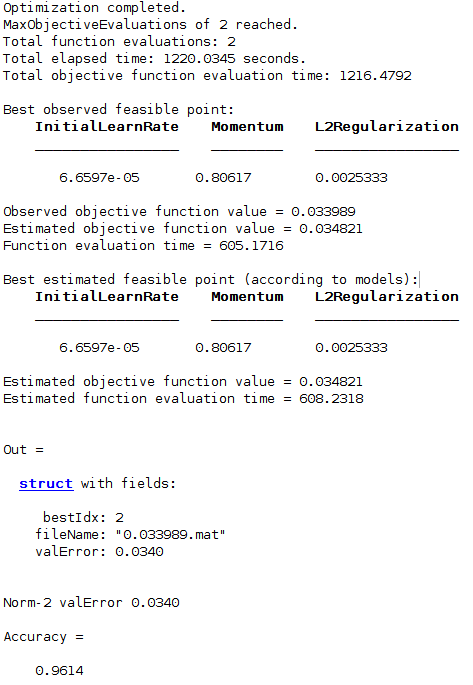 Optimization completed.
MaxObjectiveEvaluations of 2 reached.
Total function evaluations: 2
Total elapsed time: 1220.0345 seconds.
Total objective function evaluation time: 1216.4792
Best observed feasible point:
InitialLearnRate Momentum L2Regularization
6.6597e-05 0.80617 0.0025333
Observed objective function value = 0.033989
Estimated objective function value = 0.034821
Function evaluation time = 605.1716
Best estimated feasible point (according to models):
InitialLearnRate Momentum L2Regularization
6.6597e-05 0.80617 0.0025333
Estimated objective function value = 0.034821
Estimated function evaluation time = 608.2318
Out =
struct with fields:
bestIdx: 2
fileName: "0.033989.mat"
valError: 0.0340
Norm-2 valError 0.0340
Accuracy =
0.9614